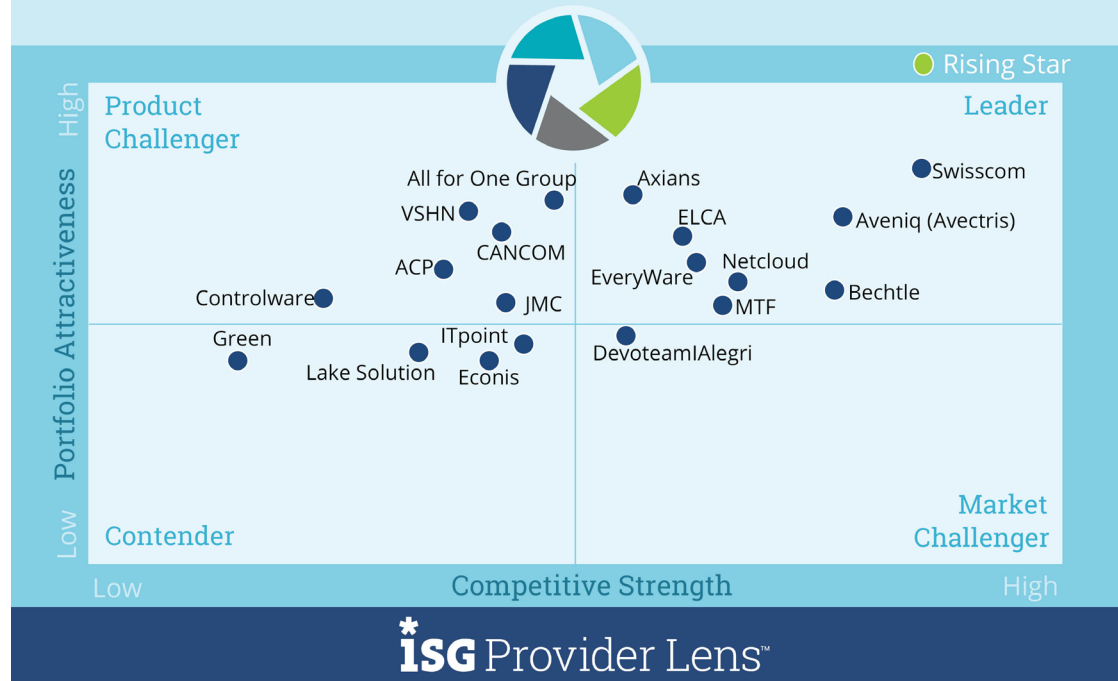 Rising Star
High
Product
Challenger
Leader
Portfolio Attractiveness
Low
All for One Group
Axians
Swisscom
VSHN
ELCA
Aveniq (Avectris)
CANCOM
ACP
EveryWare
Netcloud
Controlware
JMC
MTF
Bechtle
Green
ITpoint
DevoteamIAlegri
Lake Solution
Econis
Contender
Market
Challenger
Low
Competitive Strength
High
iSG Provider Lens™